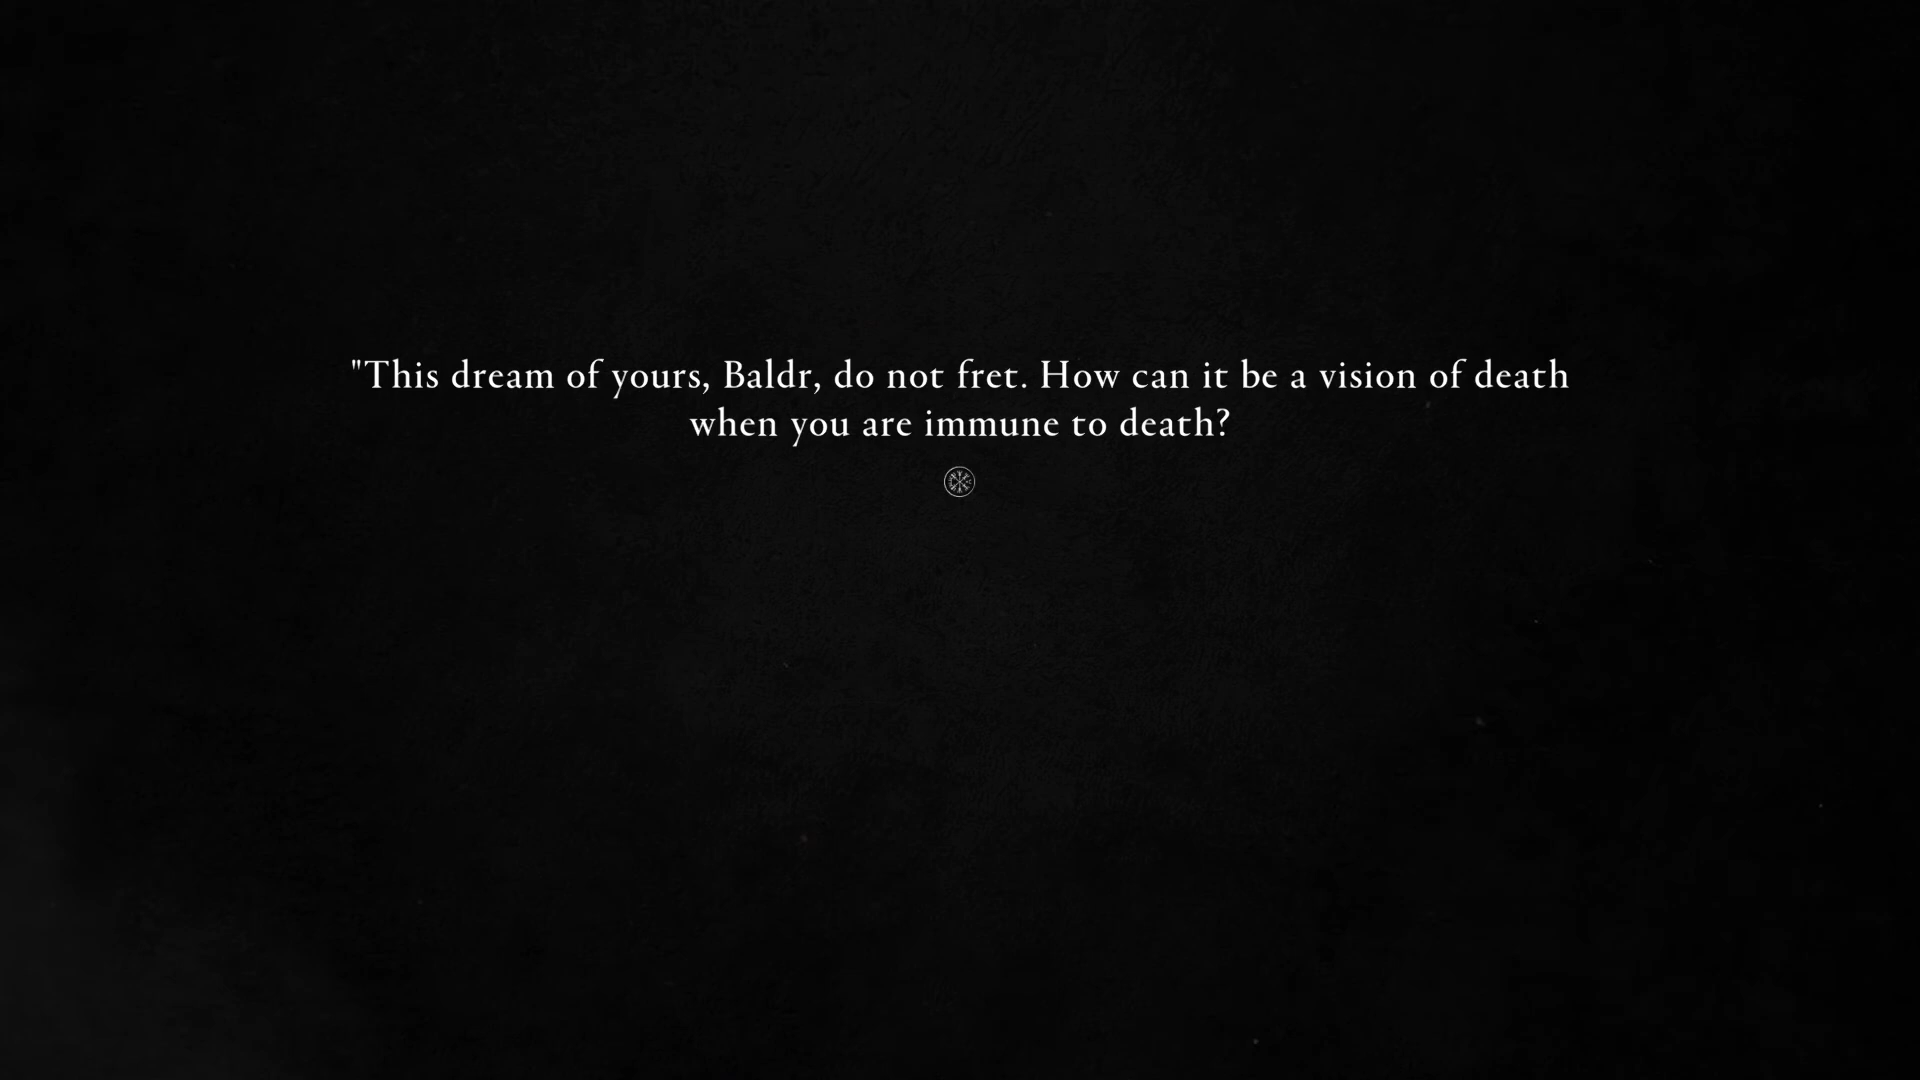 "This dream of yours, Baldr, do not fret. How can it be a vision of death
when you are immune to death?